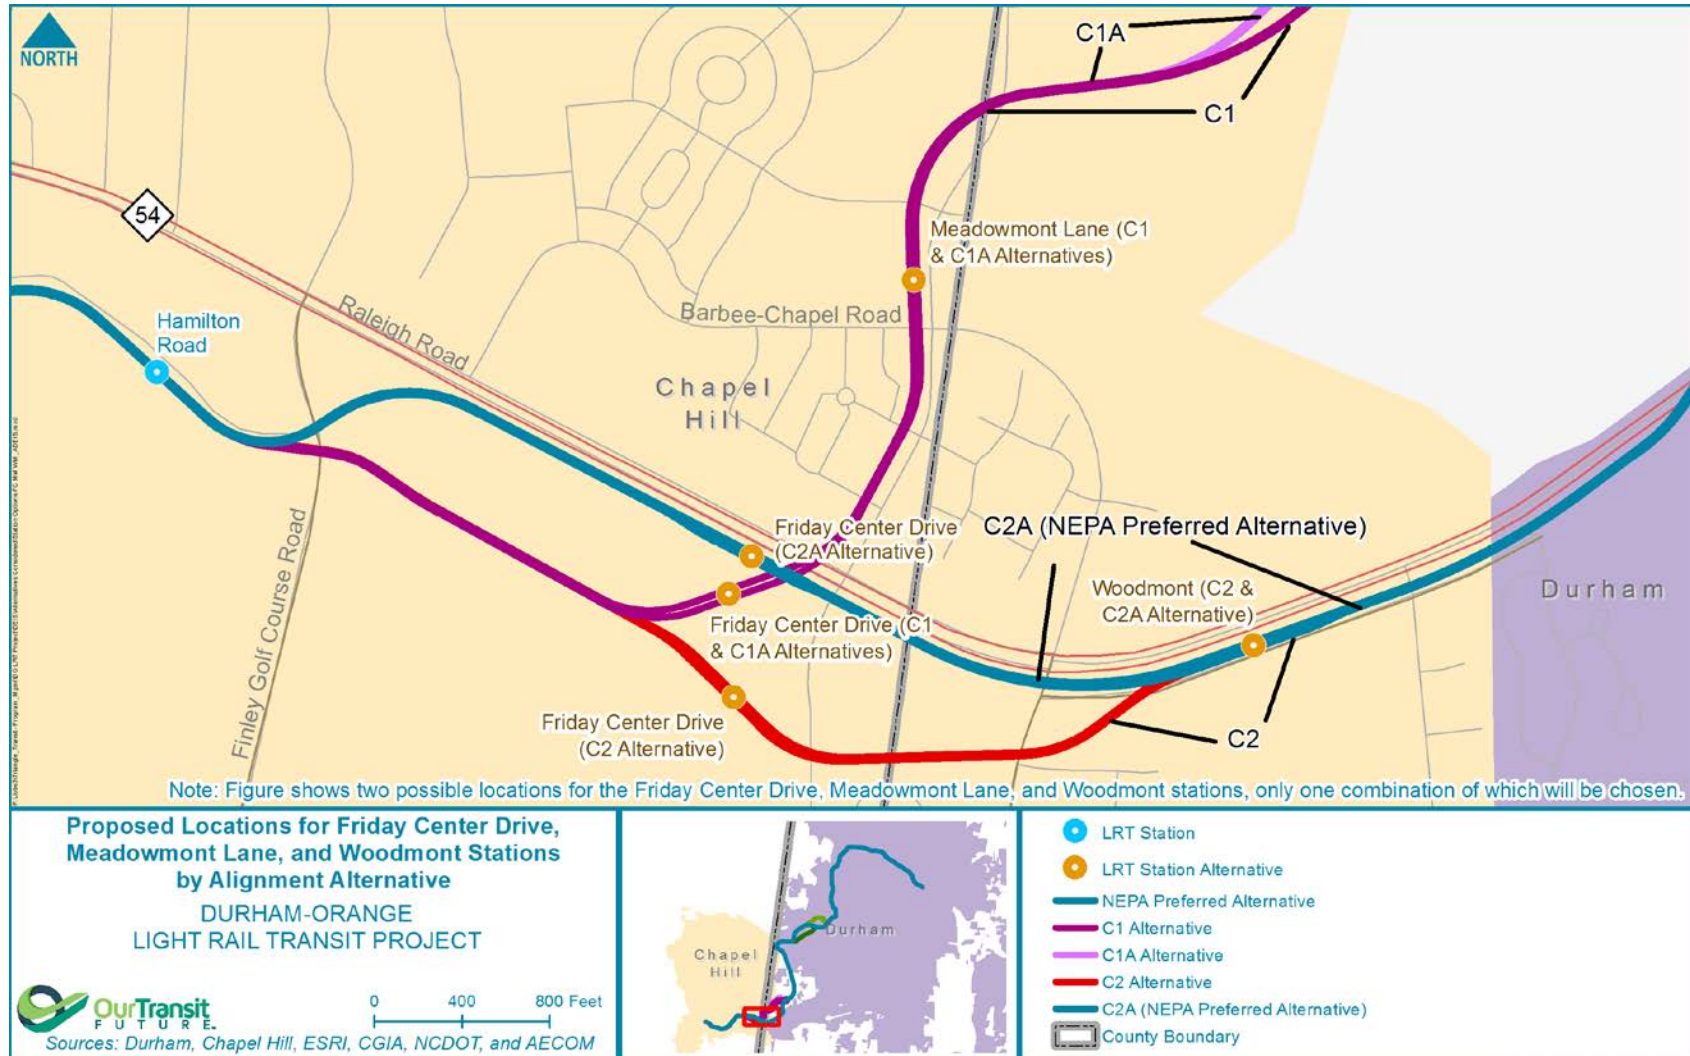 NORTH
C1A
C1
54
Meadowmont Lane (C1
& C1A Alternatives)
Hamilton
Road
Raleigh Road
Barbee-Chapel Road
Chapel
Hill
Friday Center Drive
(C2A Alternative)
C2A (NEPA Preferred Alternative)
Woodmont (C2 &
C2A Alternative)
Durham
Friday Center Drive (C1
& C1A Alternatives)
Finley Golf Course Road
Friday Center Drive
(C2 Alternative)
C2
Note: Figure shows two possible locations for the Friday Center Drive, Meadowmont Lane, and Woodmont stations, only one combination of which will be chosen.
Proposed Locations for Friday Center Drive,
Meadowmont Lane, and Woodmont Stations
by Alignment Alternative
DURHAM-ORANGE
LIGHT RAIL TRANSIT PROJECT
OurTransit
FUTURE
0 400 800 Feet
Sources: Durham, Chapel Hill, ESRI, CGIA, NCDOT, and AECOM
Chapel
Hill
Durham
LRT Station
LRT Station Alternative
NEPA Preferred Alternative
C1 Alternative
C1A Alternative
C2 Alternative
C2A (NEPA Preferred Alternative)
County Boundary